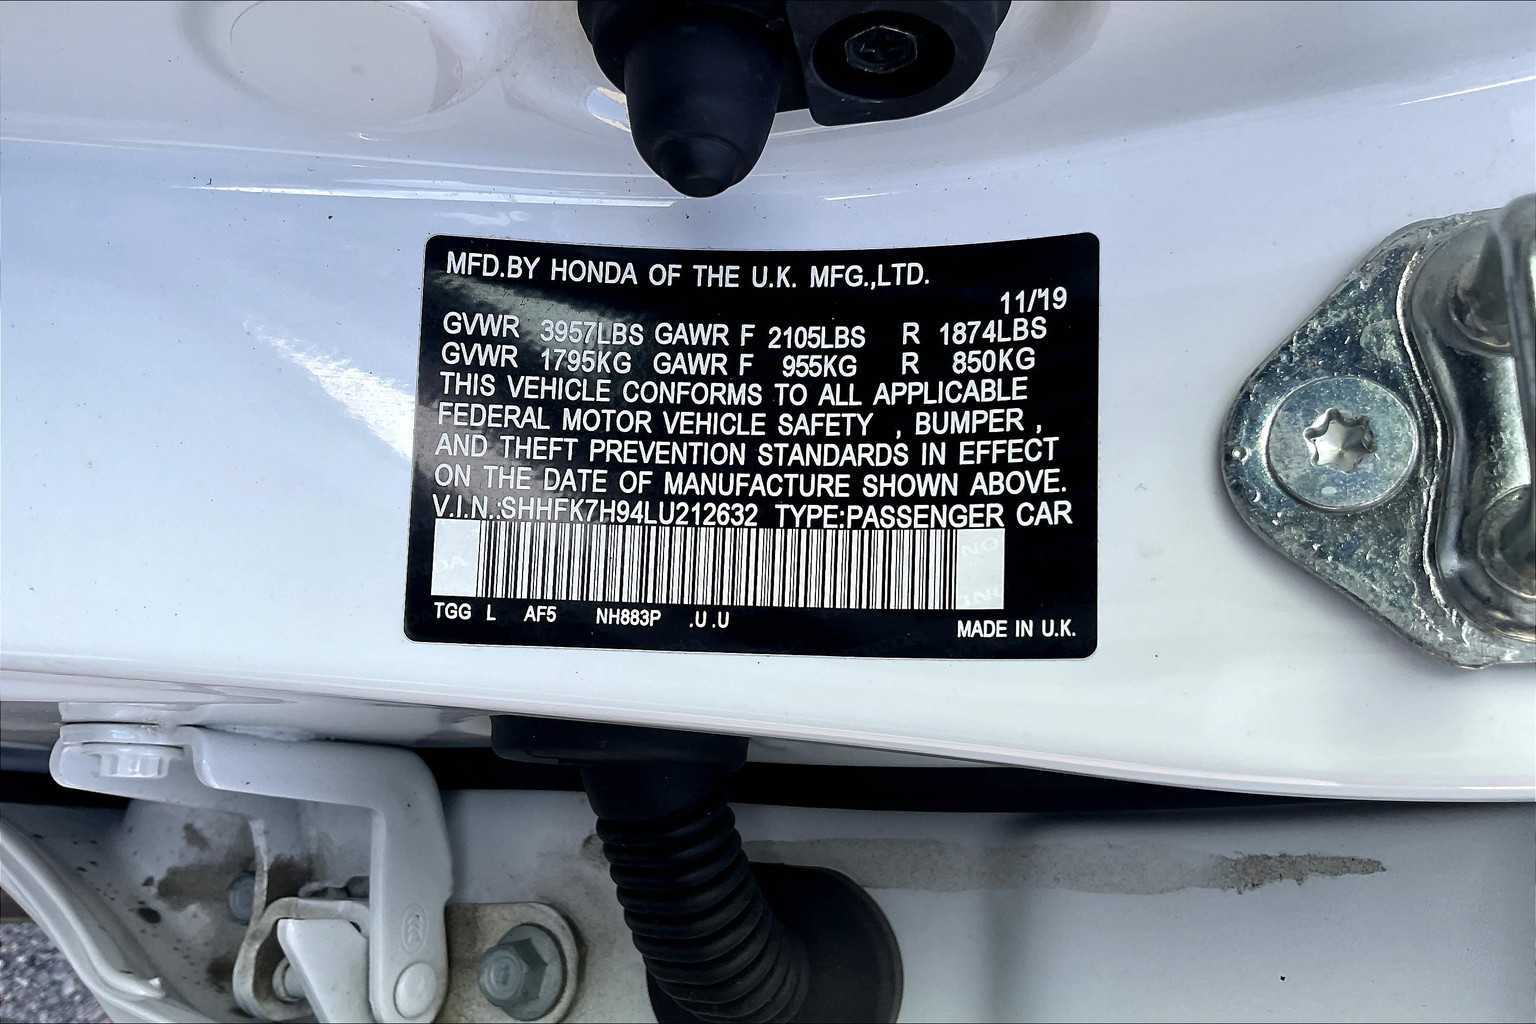 MFD.BY HONDA OF THE U.K. MFG.,LTD.
11/'19
GVWR 3957LBS GAWR F 2105LBS R 1874LBS
GVWR 1795KG GAWR F 955KG R 850KG
THIS VEHICLE CONFORMS TO ALL APPLICABLE
FEDERAL MOTOR VEHICLE SAFETY , BUMPER ,
AND THEFT PREVENTION STANDARDS IN EFFECT
ON THE DATE OF MANUFACTURE SHOWN ABOVE.
V.I.N.:SHHFK7H94LU212632 TYPE:PASSENGER CAR
TGG L AF5 NH883P .U .U
MADE IN U.K.